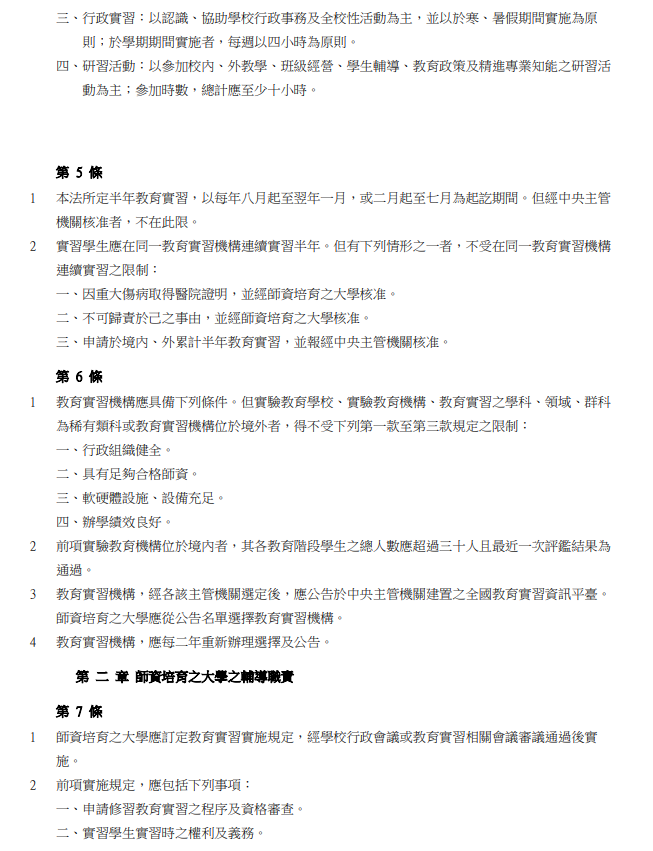 三、行政實習：以認識、協助學校行政事務及全校性活動為主，並以於寒、暑假期間實施為原
則；於學期期間實施者，每週以四小時為原則。
四、研習活動：以參加校內、外教學、班級經營、學生輔導、教育政策及精進專業知能之研習活
動為主；參加時數，總計應至少十小時。
第 5 條
1 本法所定半年教育實習，以每年八月起至翌年一月，或二月起至七月為起訖期間。但經中央主管
機關核准者，不在此限。
2 實習學生應在同一教育實習機構連續實習半年。但有下列情形之一者，不受在同一教育實習機構
連續實習之限制：
一、因重大傷病取得醫院證明，並經師資培育之大學核准。
二、不可歸責於己之事由，並經師資培育之大學核准。
三、申請於境內、外累計半年教育實習，並報經中央主管機關核准。
第 6 條
1 教育實習機構應具備下列條件。但實驗教育學校、實驗教育機構、教育實習之學科、領域、群科
為稀有類科或教育實習機構位於境外者，得不受下列第一款至第三款規定之限制：
一、行政組織健全。
二、具有足夠合格師資。
三、軟硬體設施、設備充足。
四、辦學績效良好。
2 前項實驗教育機構位於境內者，其各教育階段學生之總人數應超過三十人且最近一次評鑑結果為
通過。
3 教育實習機構，經各該主管機關選定後，應公告於中央主管機關建置之全國教育實習資訊平臺。
師資培育之大學應從公告名單選擇教育實習機構。
4 教育實習機構，應每二年重新辦理選擇及公告。
第 二 章 師資培育之大學之輔導職責
第 7 條
1 師資培育之大學應訂定教育實習實施規定，經學校行政會議或教育實習相關會議審議通過後實
施。
2 前項實施規定，應包括下列事項：
一、申請修習教育實習之程序及資格審查。
二、實習學生實習時之權利及義務。